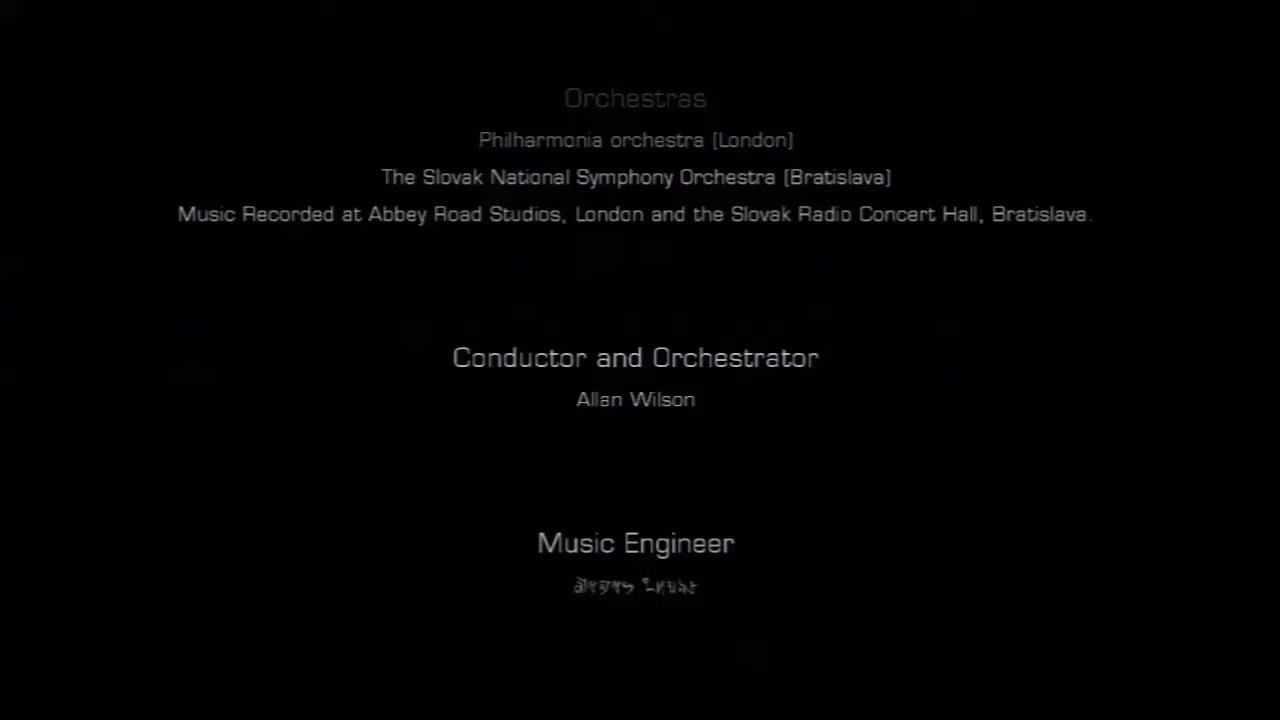 Orchestras
Philharmonia orchestra (London)
The Slovak National Symphony Orchestra (Bratislava)
Music Recorded at Abbey Road Studios, London and the Slovak Radio Concert Hall, Bratislava.
Conductor and Orchestrator
Allan Wilson
Music Engineer